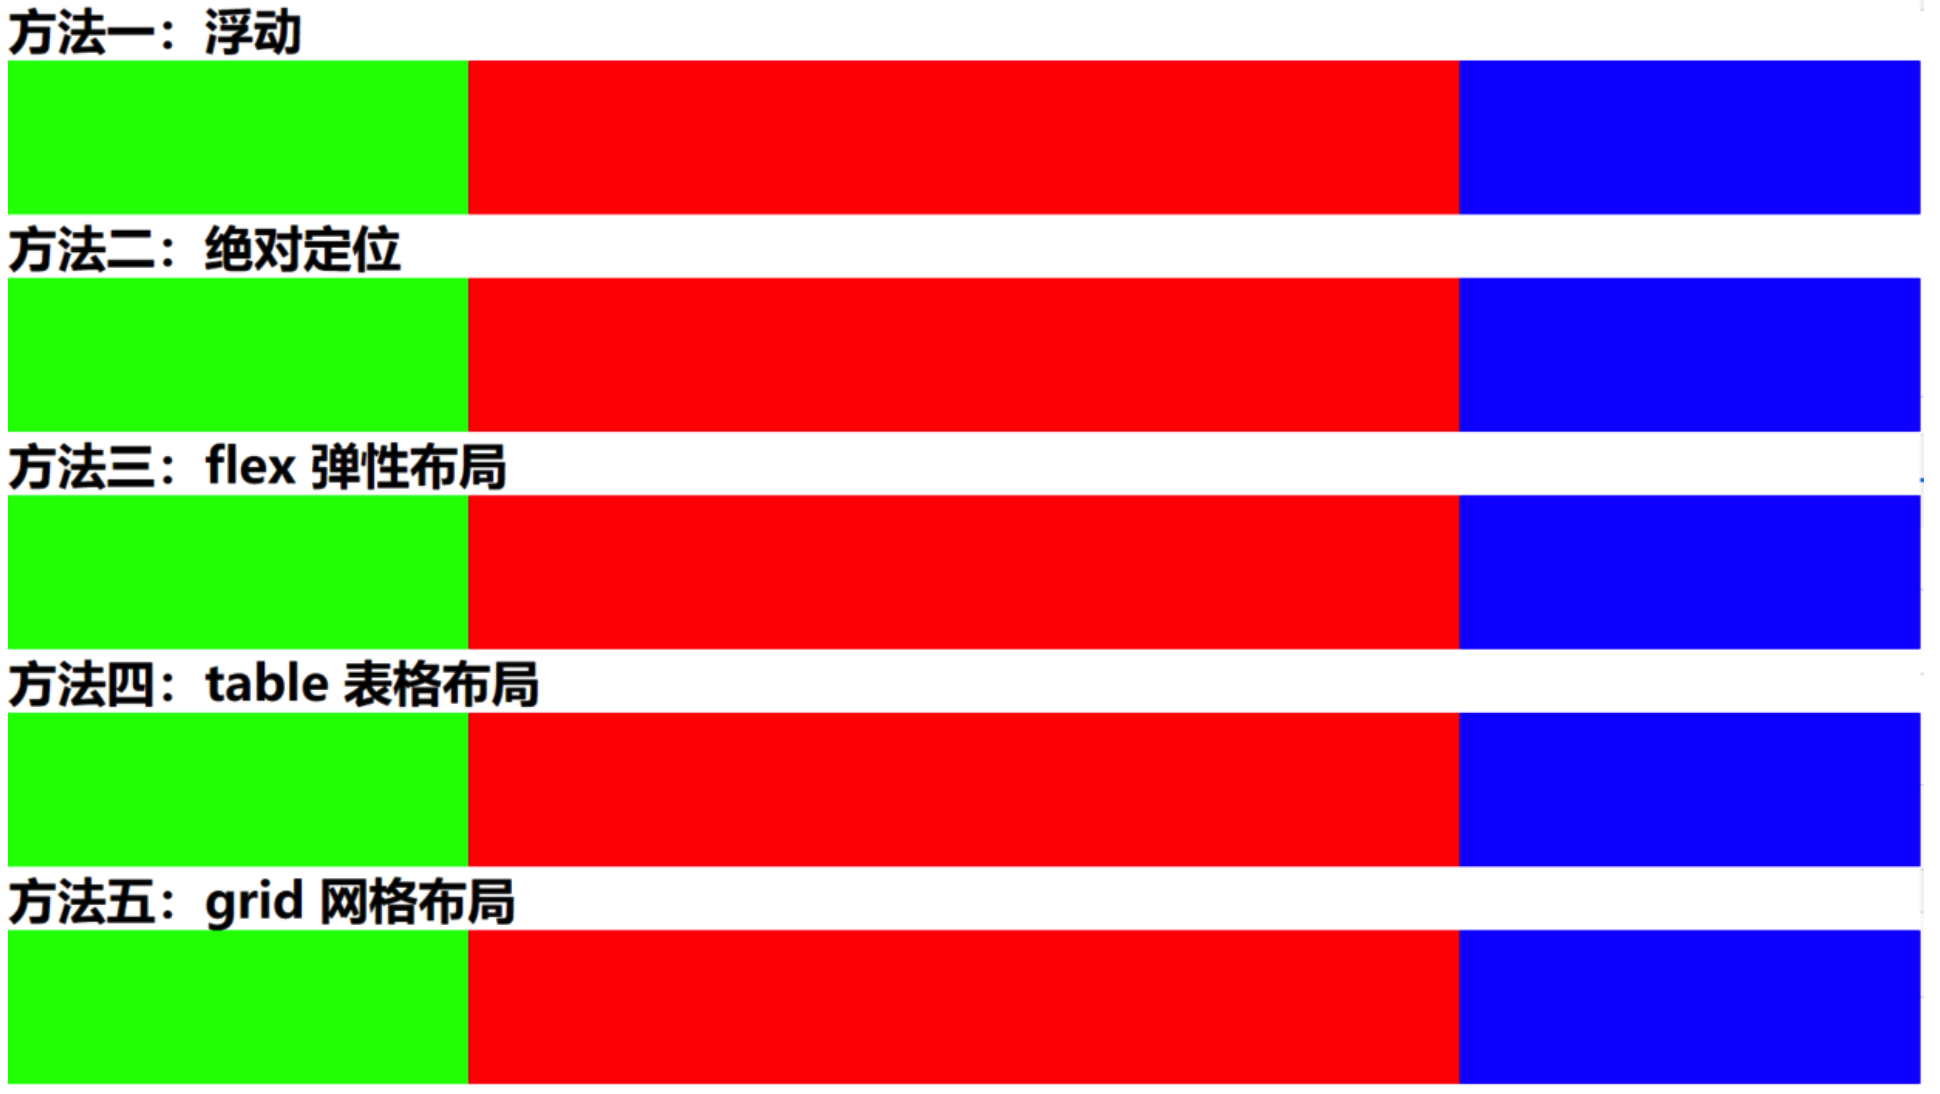 方法一：浮动
方法二：绝对定位
方法三：flex 弹性布局
方法四：table 表格布局
方法五：grid 网格布局